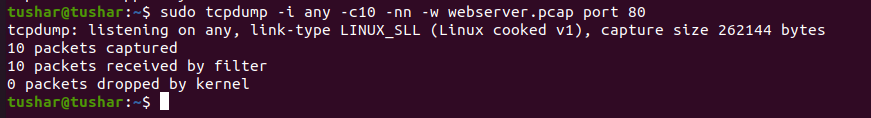 tushar@tushar:~$ sudo tcpdump -i any -c10 -nn -w webserver.pcap port 80
tcpdump: listening on any, link-type LINUX_SLL (Linux cooked v1), capture size 262144 bytes
10 packets captured
10 packets received by filter
0 packets dropped by kernel
tushar@tushar:~$